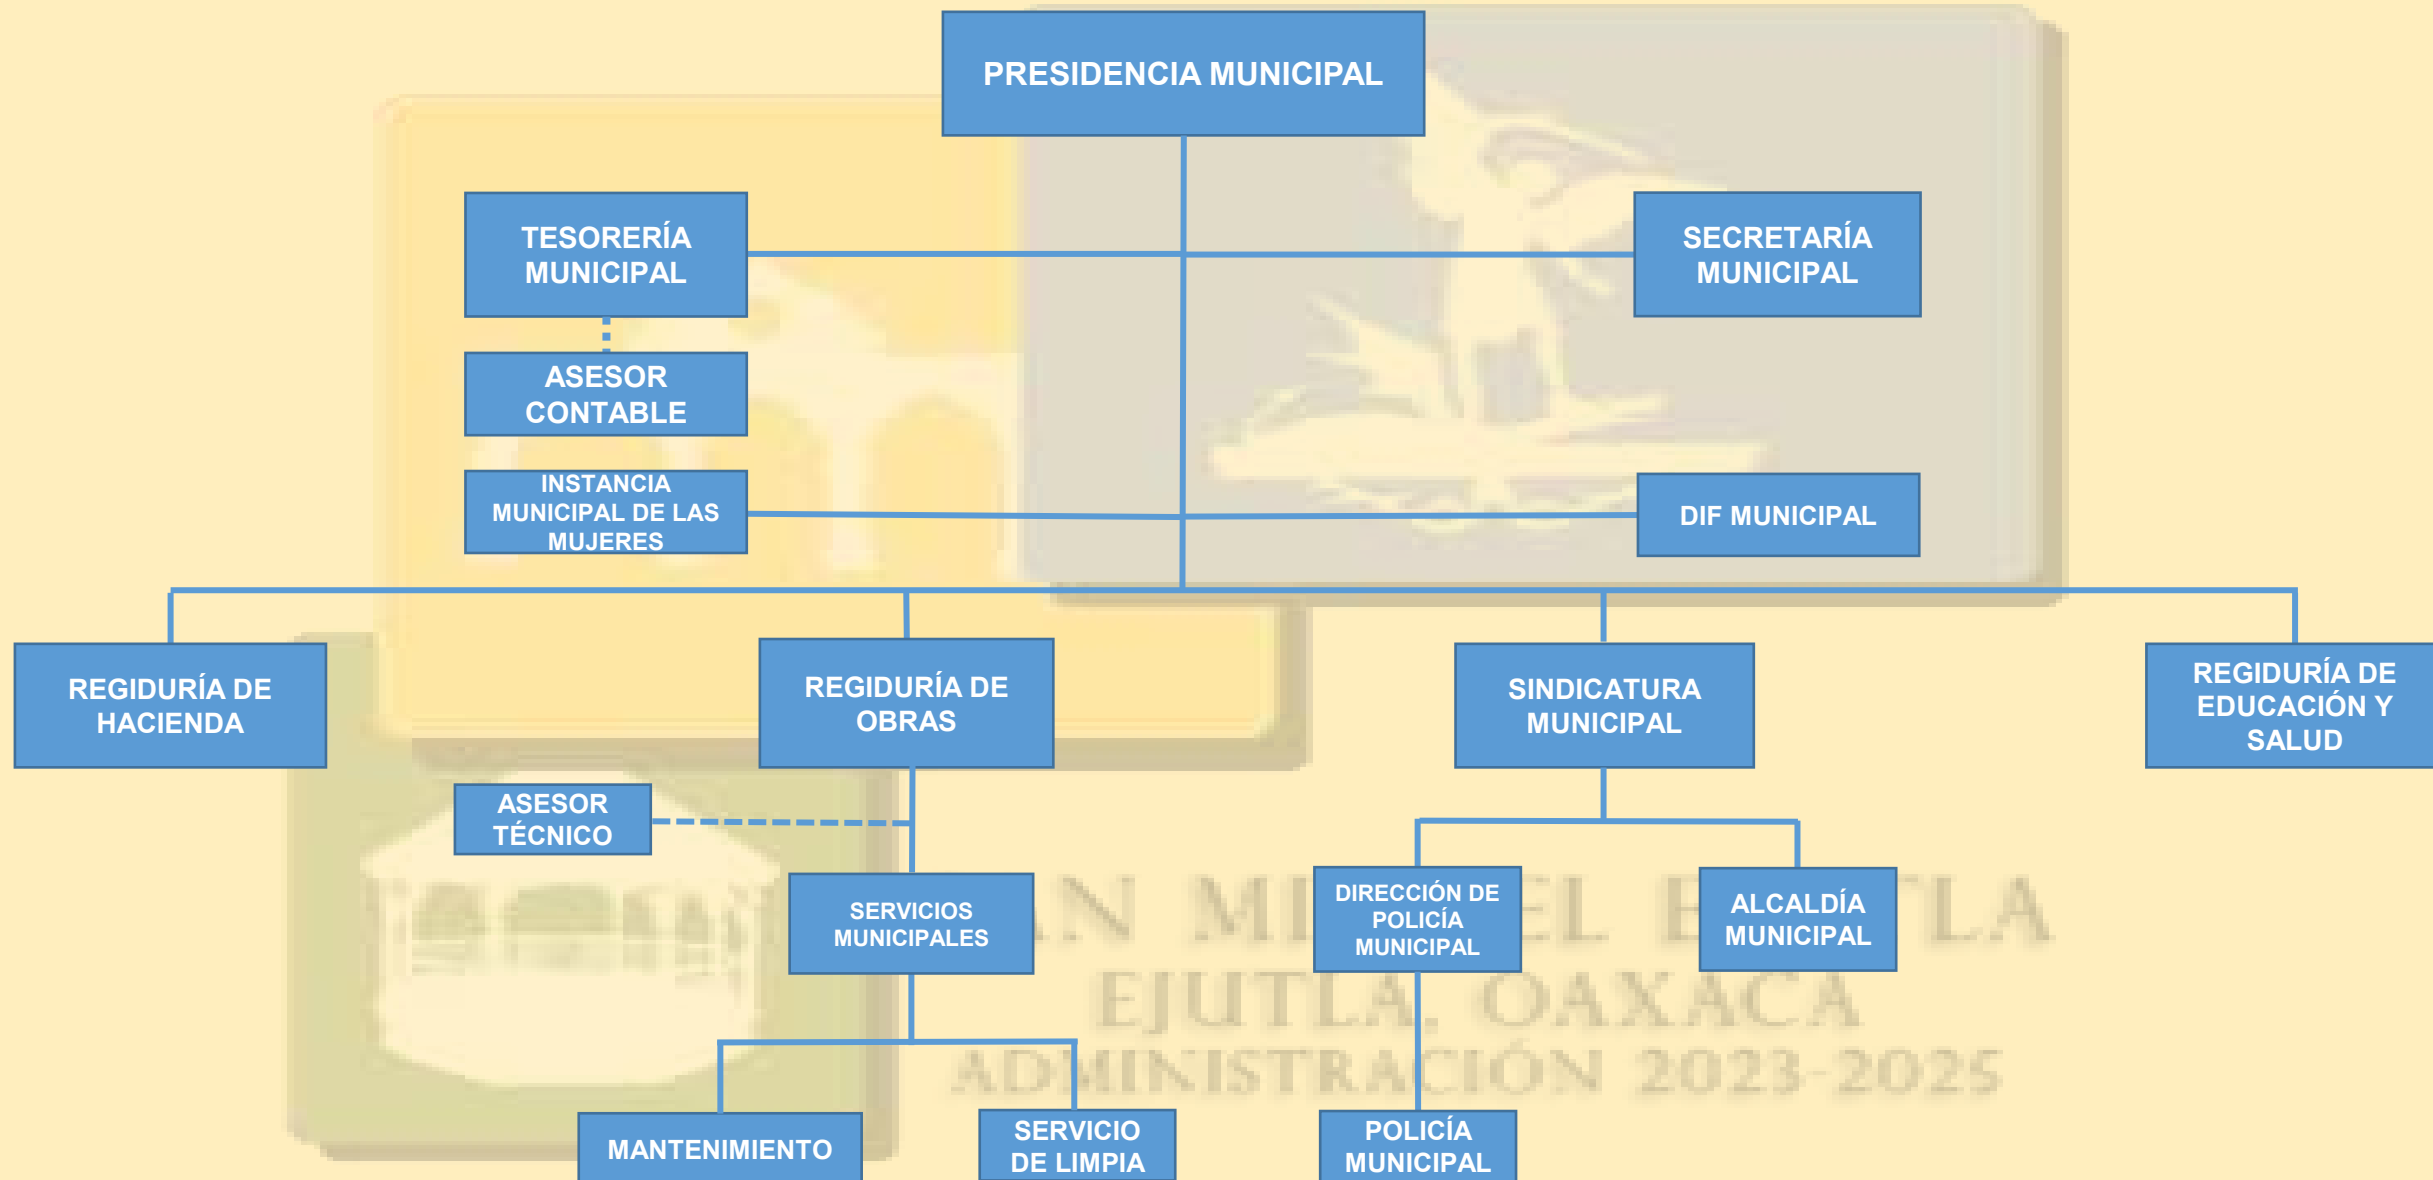 PRESIDENCIA MUNICIPAL
TESORERÍA
MUNICIPAL
SECRETARÍA
MUNICIPAL
ASESOR
CONTABLE
INSTANCIA
MUNICIPAL DE LAS
MUJERES
DIF MUNICIPAL
REGIDURÍA DE
HACIENDA
REGIDURÍA DE
OBRAS
SINDICATURA
MUNICIPAL
REGIDURÍA DE
EDUCACIÓN Y
SALUD
ASESOR
TÉCNICO
SERVICIOS
MUNICIPALES
DIRECCIÓN DE
POLICÍA
MUNICIPAL
ALCALDÍA
MUNICIPAL
EJUTLA, OAXACA
ADMINISTRACIÓN 2023-2025
MANTENIMIENTO
SERVICIO
DE LIMPIA
POLICÍA
MUNICIPAL